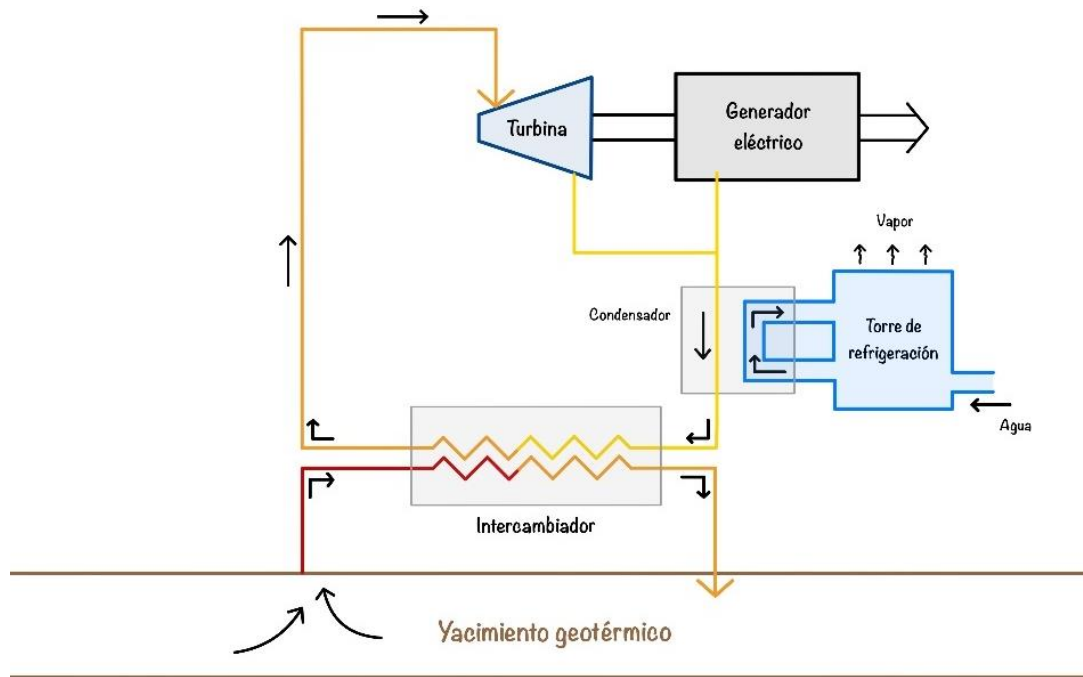 Turbina
Generador
eléctrico
Vapor
Condensador
Torre de
refrigeración
Agua
Intercambiador
Yacimiento geotérmico